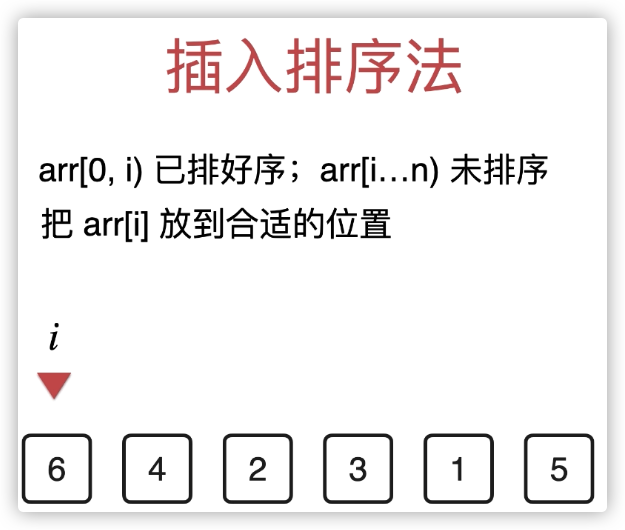 插入排序法
arr[0, i) 已排好序；arr[i…n) 未排序
把 arr[i] 放到合适的位置
i
6 4 2 3 1 5